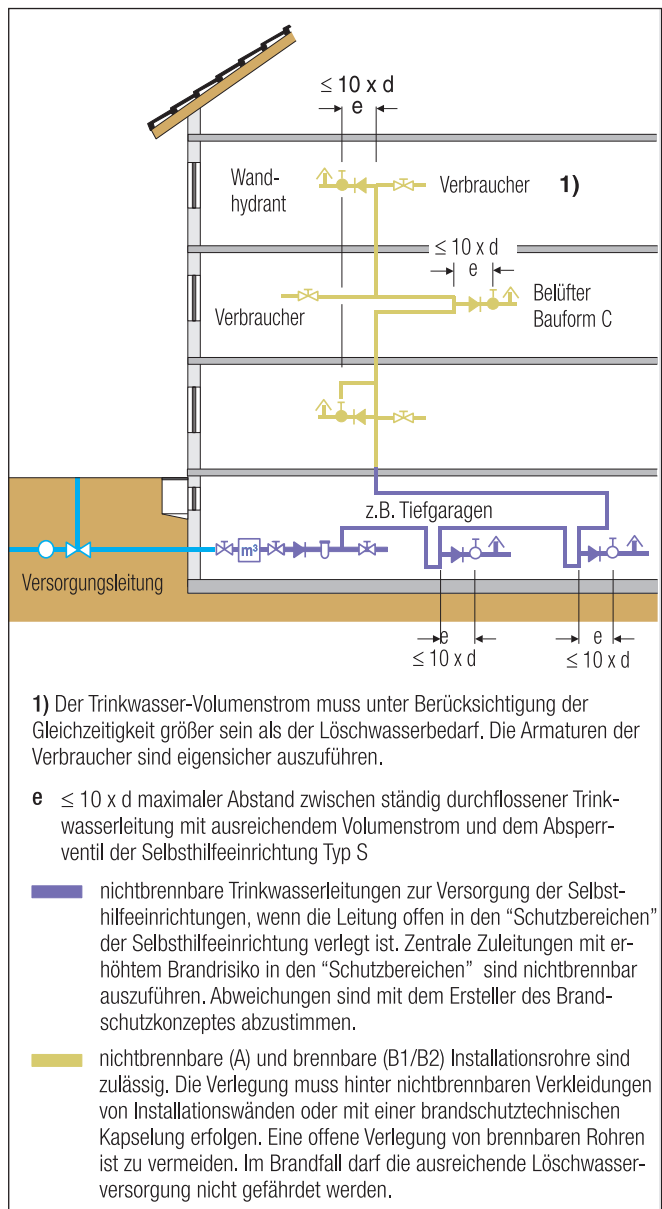 ≤ 10 x d
e
Wand-
hydrant
Verbraucher 1)
≤ 10 x d
e
Verbraucher
Belüfter
Bauform C
z.B. Tiefgaragen
m³
Versorgungsleitung
e
≤ 10 x d
e
≤ 10 x d
1) Der Trinkwasser-Volumenstrom muss unter Berücksichtigung der
Gleichzeitigkeit größer sein als der Löschwasserbedarf. Die Armaturen der
Verbraucher sind eigensicher auszuführen.
e ≤ 10 x d maximaler Abstand zwischen ständig durchflossener Trink-
wasserleitung mit ausreichendem Volumenstrom und dem Absperr-
ventil der Selbsthilfeeinrichtung Typ S
nichtbrennbare Trinkwasserleitungen zur Versorgung der Selbst-
hilfeeinrichtungen, wenn die Leitung offen in den “Schutzbereichen”
der Selbsthilfeeinrichtung verlegt ist. Zentrale Zuleitungen mit er-
höhtem Brandrisiko in den “Schutzbereichen” sind nichtbrennbar
auszuführen. Abweichungen sind mit dem Ersteller des Brand-
schutzkonzeptes abzustimmen.
nichtbrennbare (A) und brennbare (B1/B2) Installationsrohre sind
zulässig. Die Verlegung muss hinter nichtbrennbaren Verkleidungen
von Installationswänden oder mit einer brandschutztechnischen
Kapselung erfolgen. Eine offene Verlegung von brennbaren Rohren
ist zu vermeiden. Im Brandfall darf die ausreichende Löschwasser-
versorgung nicht gefährdet werden.